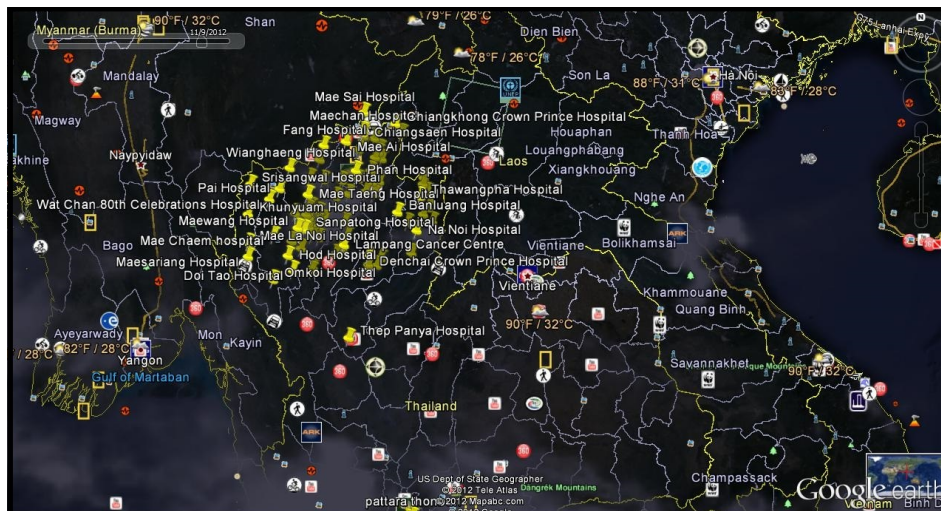 Myanmar (Burma)
90°F / 32°C
11/9/2012
Shan
79°F / 26°C
Dien Bien
78°F / 26°C
Son La
88°F / 31°C
Ha Noi
Mandalay
Magway
Mae Sai Hospital
Chiangkhong Crown Prince Hospital
Fang Hospital
Chiangsaen Hospital
Houaphan
Thanh Hoa
Mae Ai Hospital
Louangphabang
Naypyidaw
Wianghaeng Hospital
Laos
Phan Hospital
Xiangkhouang
Srisangwal Hospital
Pai Hospital
Mae Taeng Hospital
Thawangpha Hospital
Nghe An
Wat Chan 80th Celebrations Hospital
Khunyuam Hospital
Banluang Hospital
Maewang Hospital
Sanpatong Hospital
Na Noi Hospital
Mae La Noi Hospital
Bago
Mae Chaem hospital
Lampang Cancer Centre
Vientiane
Bolikhamsai
Hod Hospital
Maesariang Hospital
Denchai Crown Prince Hospital
Doi Tao Hospital
Omkoi Hospital
Vientiane
Khammouane
Quang Binh
Ayeyarwady
Mon
Kayin
Thep Panya Hospital
90°F / 32°C
/ 28°C
82°F / 28°C
Yangon
Savannakhet
Gulf of Martaban
Thailand
ARK
ARK
US Dept of State Geographer
© 2012 Tele Atlas
© 2012 Mapabc.com
Dângrêk Mountains
Champassack
Google earth